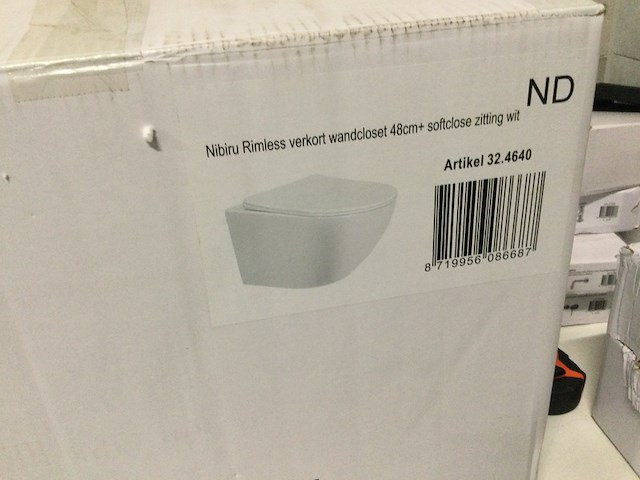 ND
Nibiru Rimless verkort wandcloset 48cm+ softclose zitting wit
Artikel 32.4640
8 719956 086687